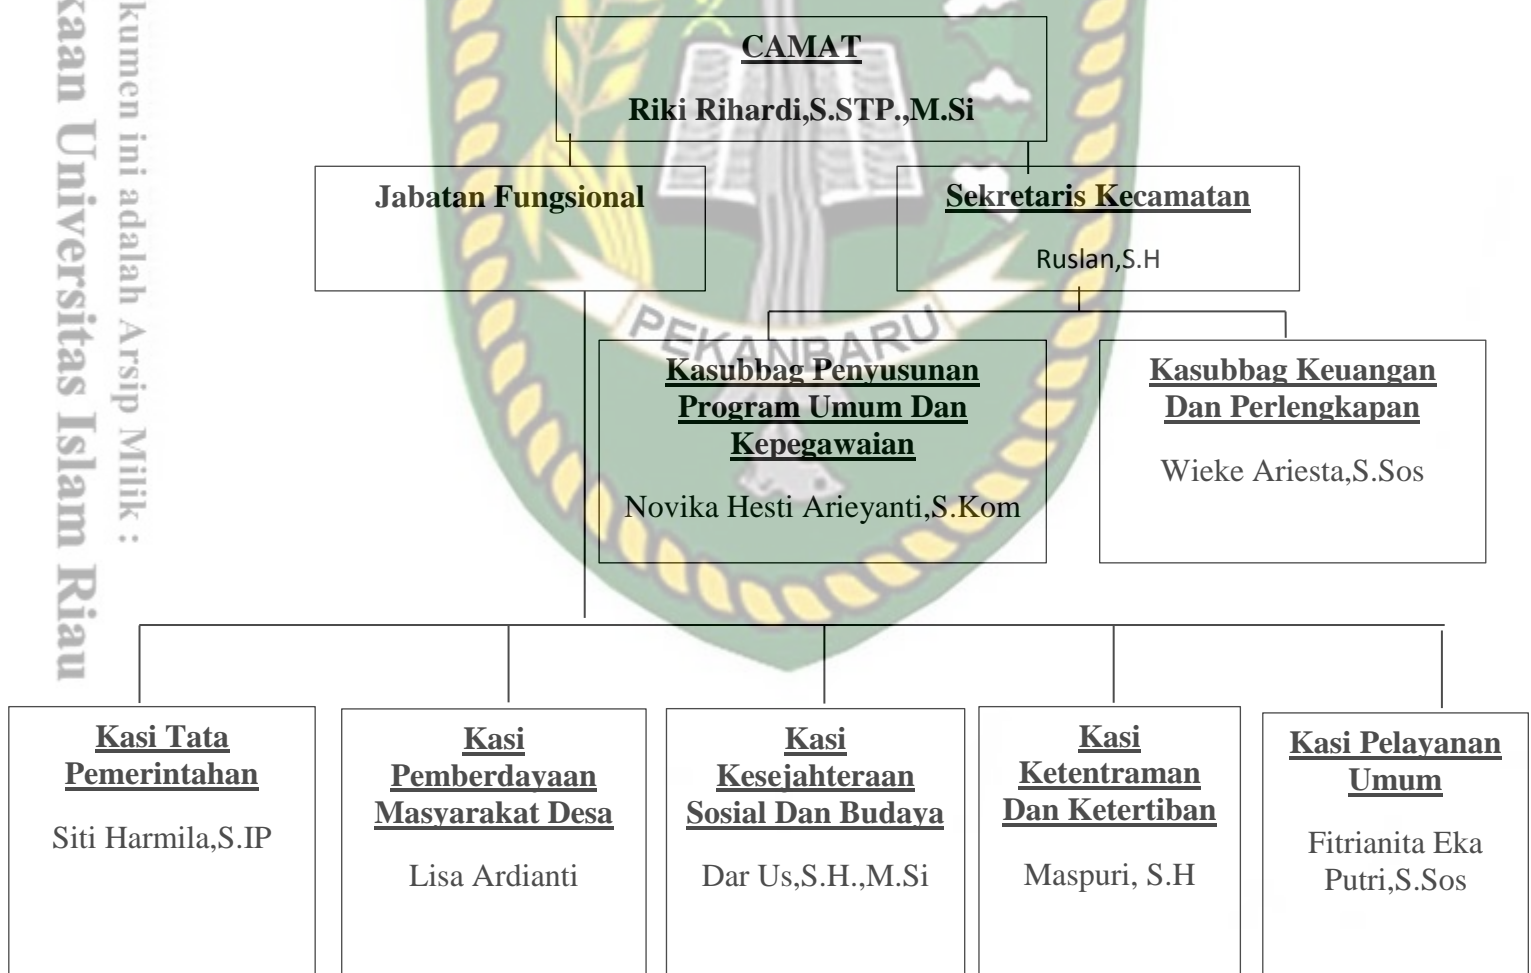 CAMAT
Riki Rihardi,S.STP.,M.Si
Jabatan Fungsional
Sekretaris Kecamatan
Ruslan,S.H
PEKANBARU
Kasubbag Penyusunan
Program Umum Dan
Kepegawaian
Novika Hesti Arieyanti,S.Kom
Kasubbag Keuangan
Dan Perlengkapan
Wieke Ariesta,S.Sos
Kasi Tata
Pemerintahan
Siti Harmila,S.IP
Kasi
Pemberdayaan
Masyarakat Desa
Lisa Ardianti
Kasi
Kesejahteraan
Sosial Dan Budaya
Dar Us,S.H.,M.Si
Kasi
Ketentraman
Dan Ketertiban
Maspuri, S.H
Kasi Pelayanan
Umum
Fitrianita Eka
Putri,S.Sos
kumen ini adalah Arsip Milik :
kaan Universitas Islam Riau